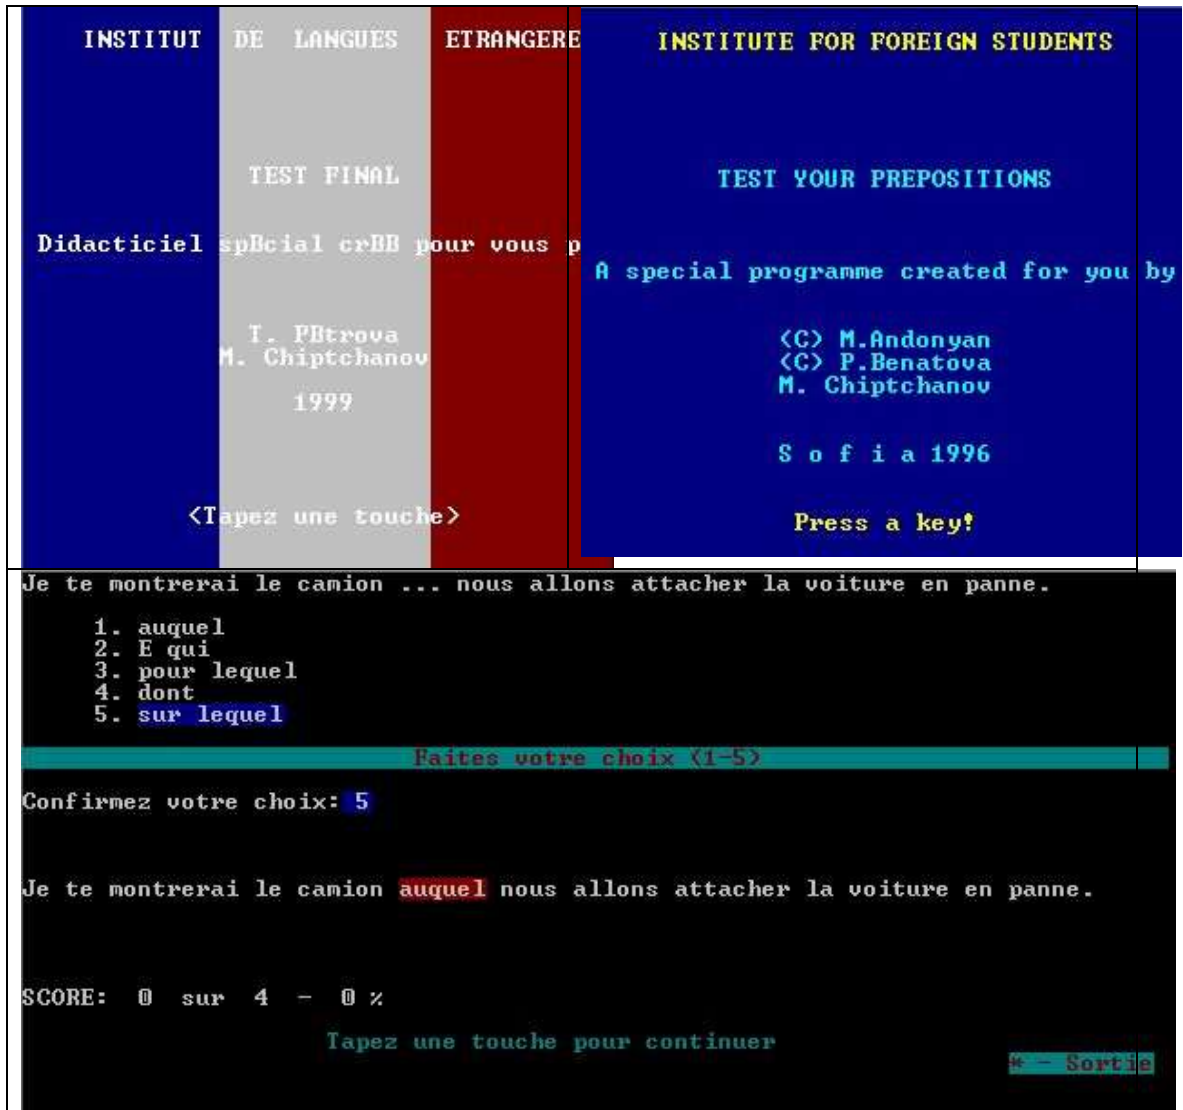 INSTITUT DE LANGUES ETRANGERE
TEST FINAL
Didacticiel spBcial crBB pour vous p
T. PBtrova
M. Chiptchanov
1999
<Tapez une touche>
INSTITUTE FOR FOREIGN STUDENTS
TEST YOUR PREPOSITIONS
A special programme created for you by
(C) M.Andonyan
(C) P.Benatova
M. Chiptchanov
S o f i a 1996
Press a key!
Je te montrerai le camion ... nous allons attacher la voiture en panne.
1. auquel
2. E qui
3. pour lequel
4. dont
5. sur lequel
Faites votre choix (1-5)
Confirmez votre choix: 5
Je te montrerai le camion auquel nous allons attacher la voiture en panne.
SCORE: 0 sur 4 - 0 %
Tapez une touche pour continuer
* - Sortie